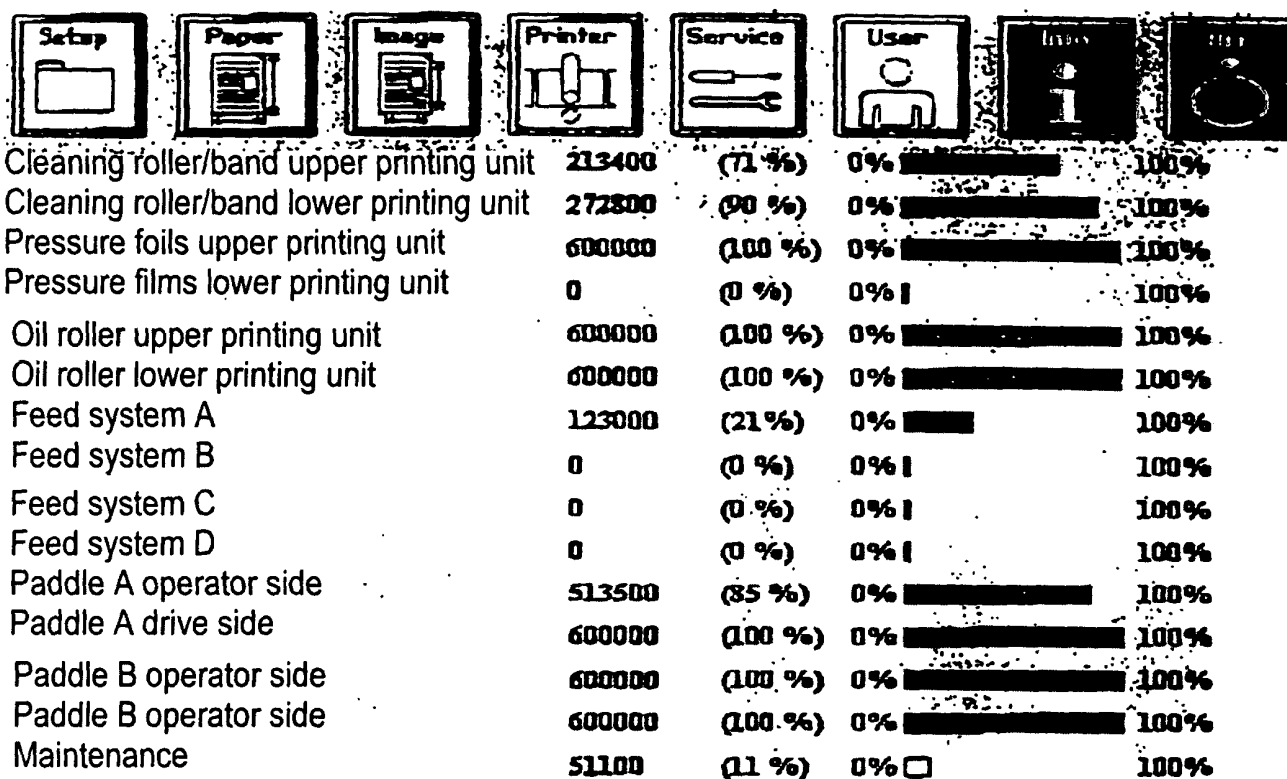 Setup Paper Image Printer Service User
Cleaning roller/band upper printing unit 213400 (71 %) 0% 100%
Cleaning roller/band lower printing unit 272800 (90 %) 0% 100%
Pressure foils upper printing unit 600000 (100 %) 0% 100%
Pressure films lower printing unit 0 (0 %) 0% 100%
Oil roller upper printing unit 600000 (100 %) 0% 100%
Oil roller lower printing unit 600000 (100 %) 0% 100%
Feed system A 123000 (21%) 0% 100%
Feed system B 0 (0 %) 0% 100%
Feed system C 0 (0 %) 0% 100%
Feed system D 0 (0 %) 0% 100%
Paddle A operator side 513500 (85 %) 0% 100%
Paddle A drive side 600000 (100 %) 0% 100%
Paddle B operator side 600000 (100 %) 0% 100%
Paddle B operator side 600000 (100 %) 0% 100%
Maintenance 51100 (11 %) 0% 100%